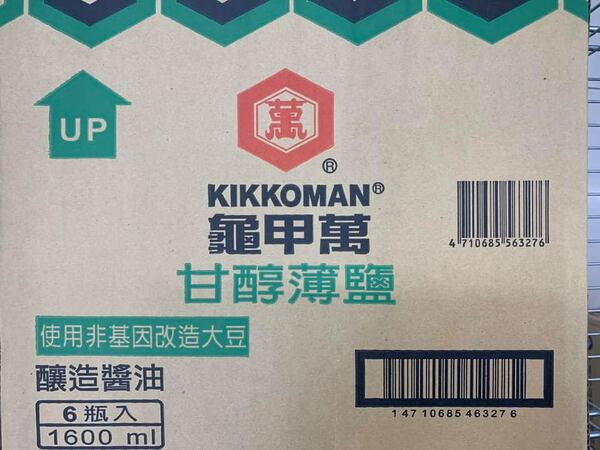 UP
萬
®
KIKKOMAN®
龜甲萬
甘醇薄鹽
4 710685 563276
使用非基因改造大豆
釀造醬油
6瓶入
1600 ml
1 47 10685 46327 6